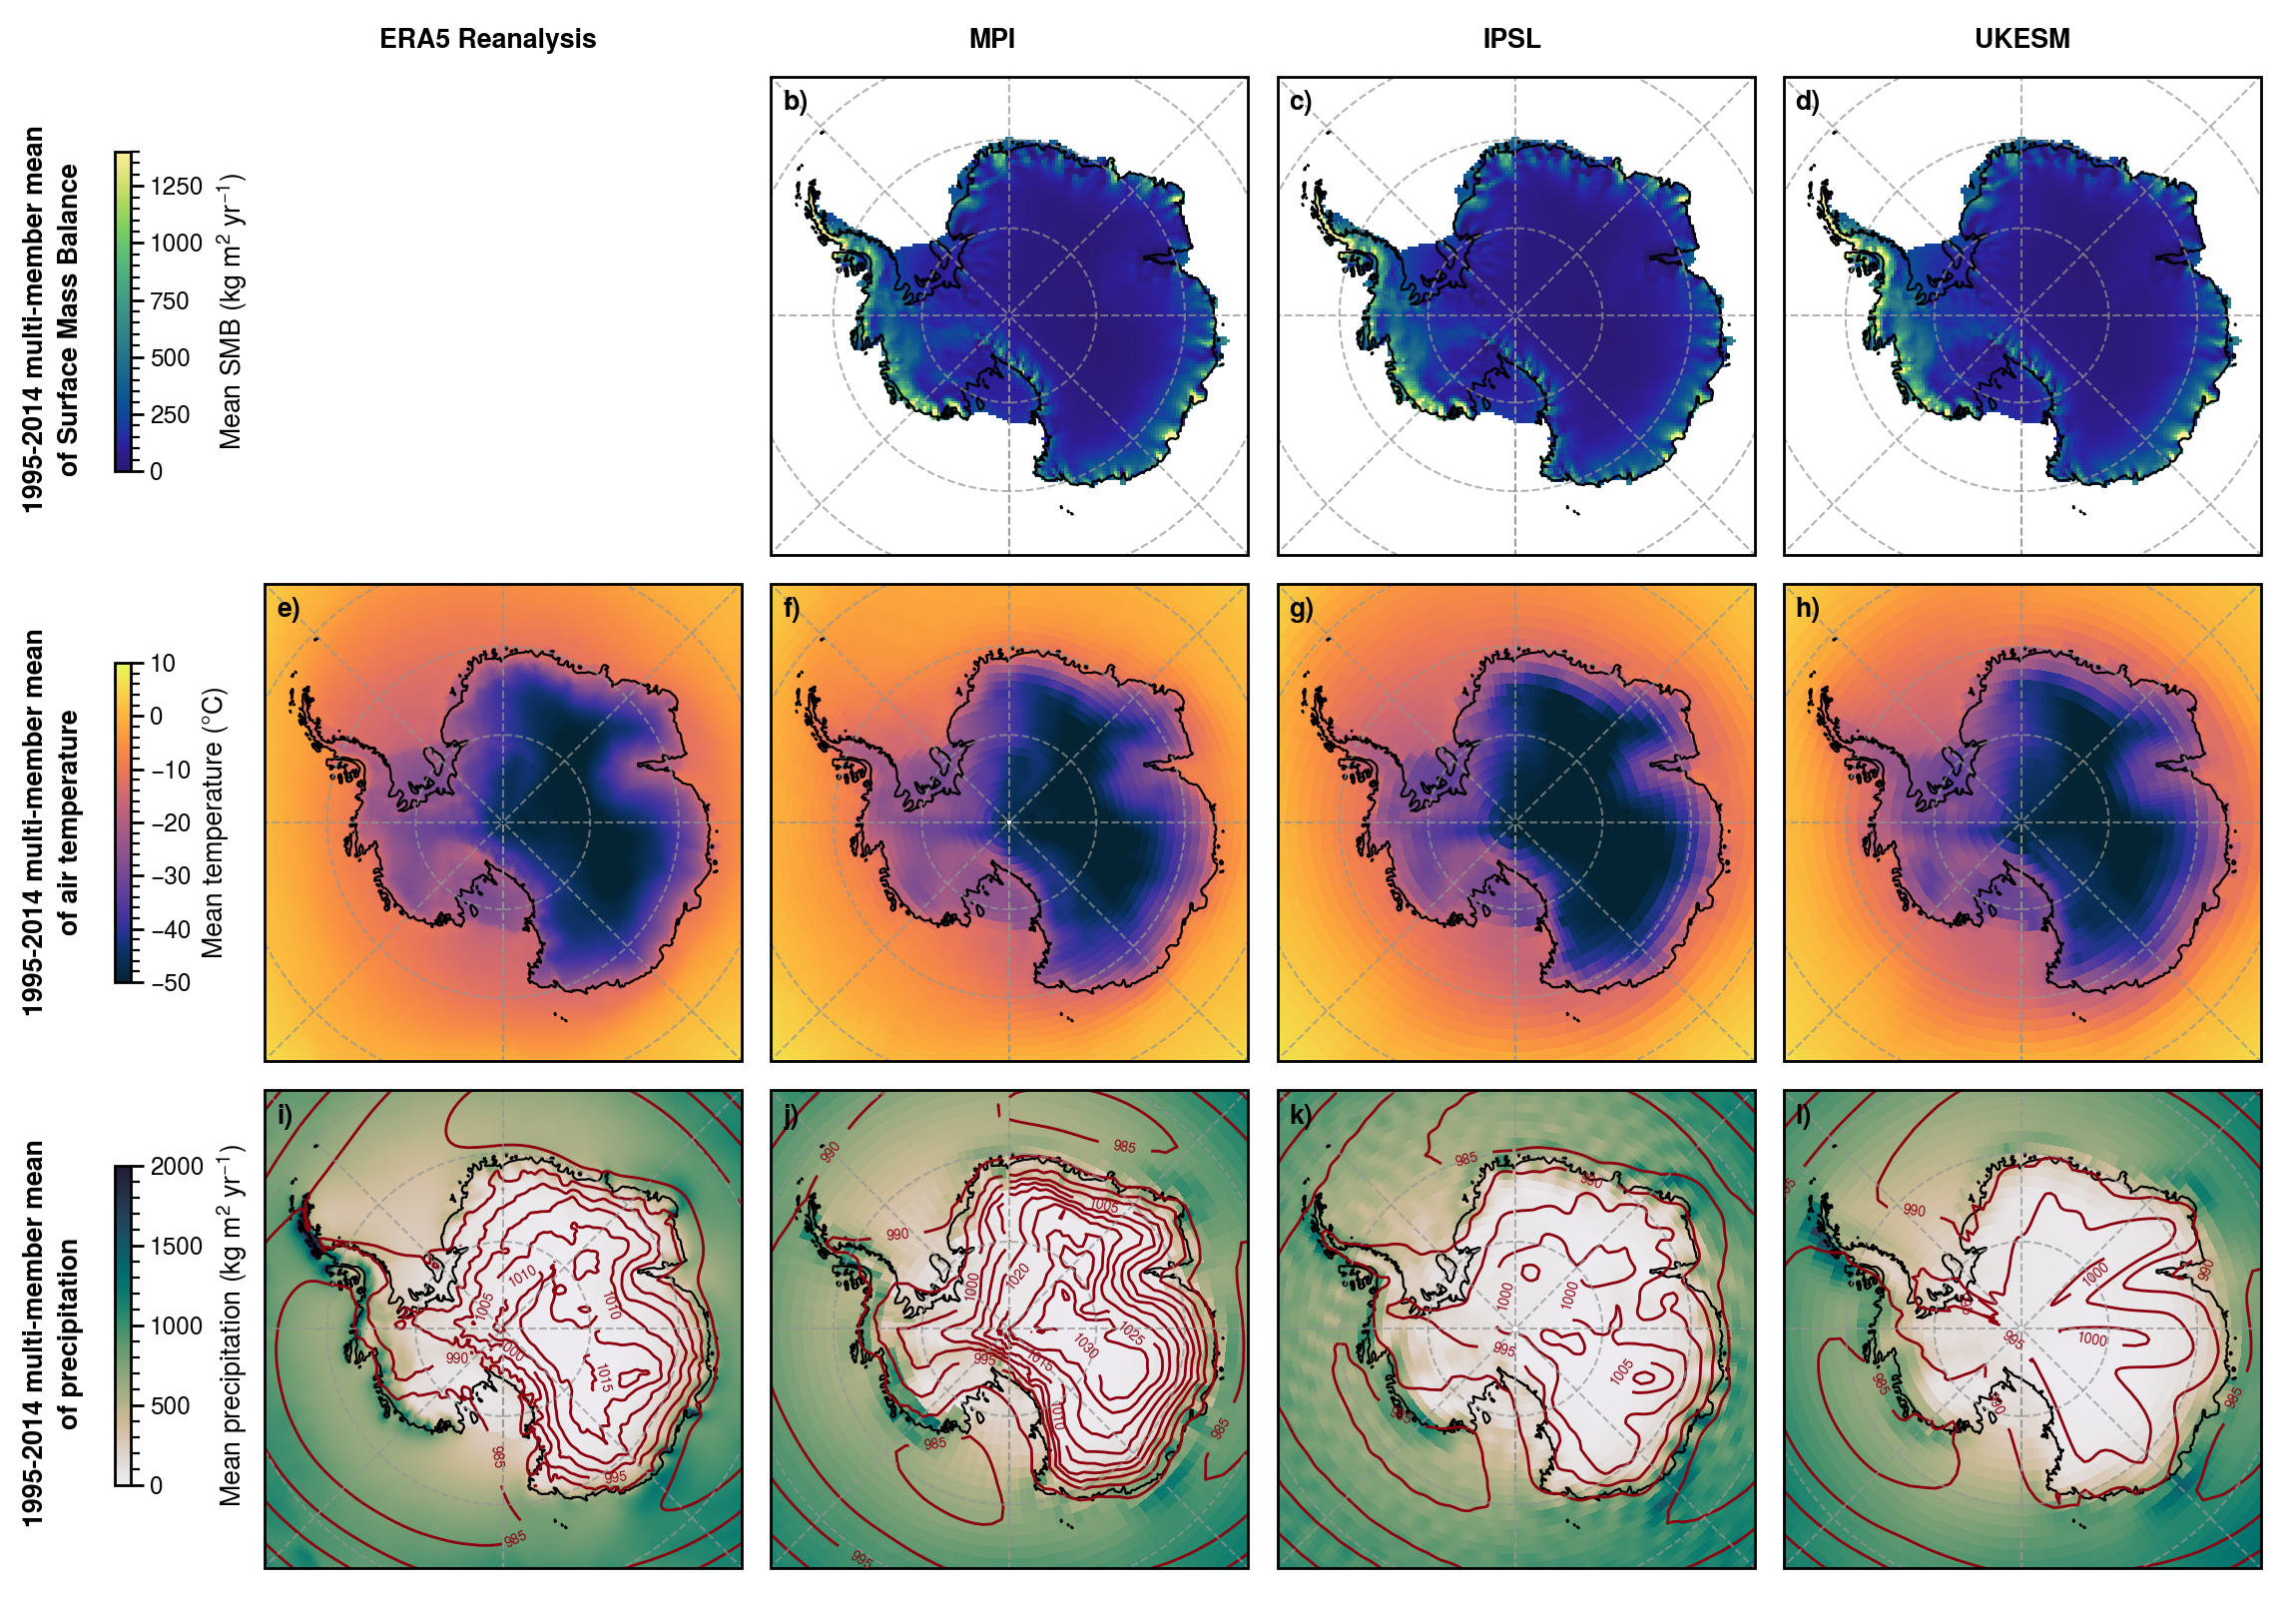 ERA5 Reanalysis
MPI
IPSL
UKESM
1995-2014 multi-member mean
of Surface Mass Balance
1250
1000
750
500
250
0
Mean SMB (kg m² yr⁻¹)
b)
c)
d)
1995-2014 multi-member mean
of air temperature
10
0
−10
−20
−30
−40
−50
Mean temperature (°C)
e)
f)
g)
h)
1995-2014 multi-member mean
of precipitation
2000
1500
1000
500
0
Mean precipitation (kg m² yr⁻¹)
i)
1010
1005
1010
1000
990
1015
985
995
985
j)
990
985
1005
990
1000
1020
1025
1030
995
1015
1010
985
985
995
k)
985
990
1000
1000
995
1005
985
l)
990
1000
990
995
1000
985
990
985